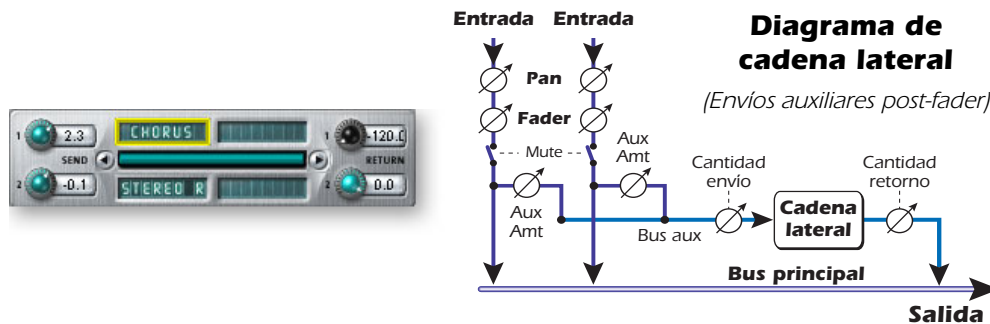 1
2.3
CHORUS
1
-120.0
SEND
RETURN
2
-0.1
STEREO R
2
0.0
Entrada Entrada
Diagrama de
cadena lateral
(Envíos auxiliares post-fader)
Pan
Fader
Mute
Aux
Amt
Aux
Amt
Bus aux
Cantidad
envío
Cadena
lateral
Cantidad
retorno
Bus principal
Salida